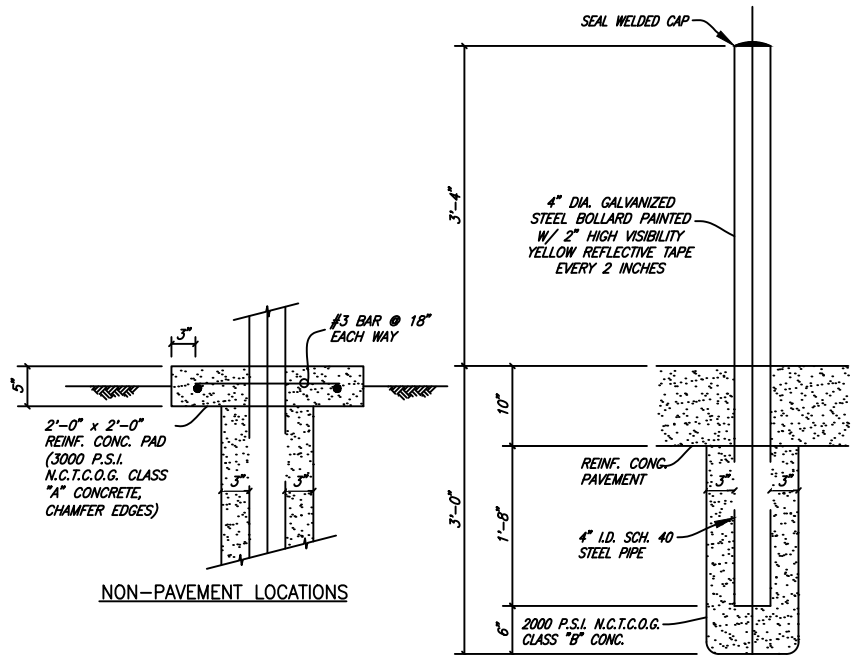 SEAL WELDED CAP
3'-4"
4" DIA. GALVANIZED
STEEL BOLLARD PAINTED
W/ 2" HIGH VISIBILITY
YELLOW REFLECTIVE TAPE
EVERY 2 INCHES
3"
#3 BAR @ 18"
EACH WAY
5"
2'-0" x 2'-0"
REINF. CONC. PAD
(3000 P.S.I.
N.C.T.C.O.G. CLASS
"A" CONCRETE,
CHAMFER EDGES)
3"
3"
NON-PAVEMENT LOCATIONS
10"
REINF. CONC.
PAVEMENT
3"
3"
3'-0"
1'-8"
4" I.D. SCH. 40
STEEL PIPE
6"
2000 P.S.I. N.C.T.C.O.G.
CLASS "B" CONC.